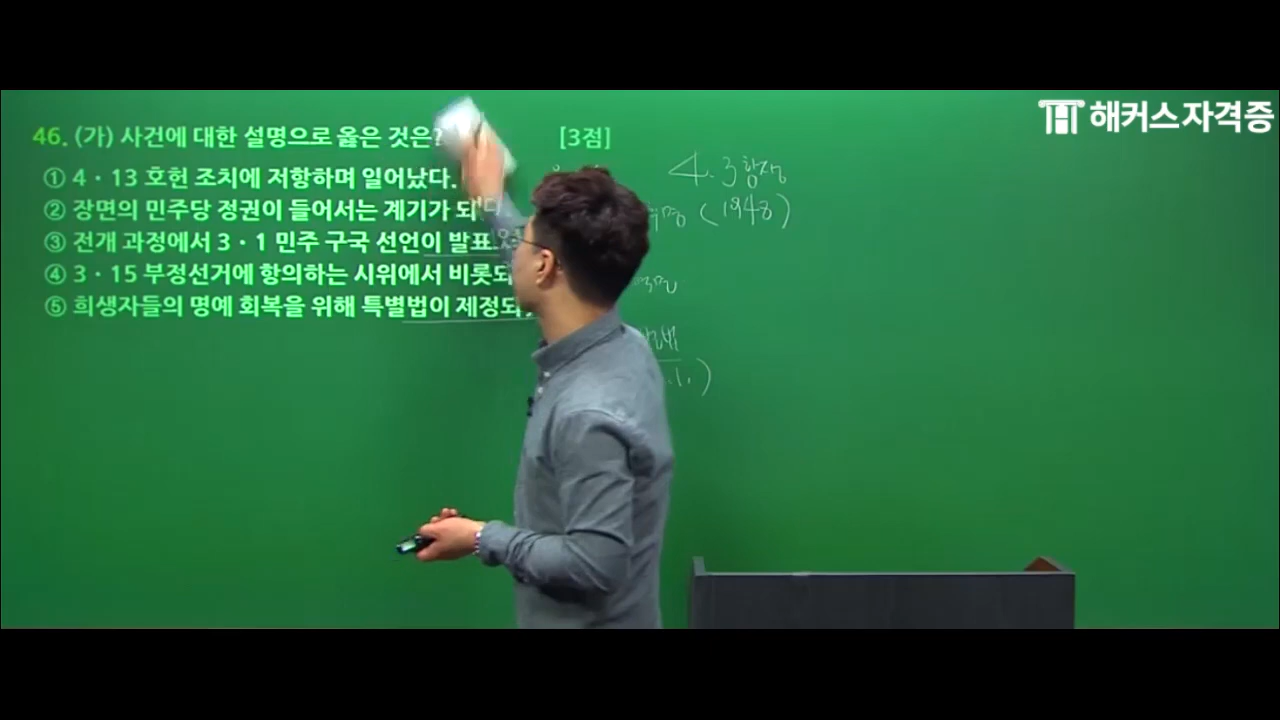 해커스자격증
46. (가) 사건에 대한 설명으로 옳은 것은? [3점]
① 4 · 13 호헌 조치에 저항하며 일어났다.
② 장면의 민주당 정권이 들어서는 계기가 되
③ 전개 과정에서 3 · 1 민주 구국 선언이 발표
④ 3 · 15 부정선거에 항의하는 시위에서 비롯되
⑤ 희생자들의 명예 회복을 위해 특별법이 제정되
4.3항쟁
(1948)